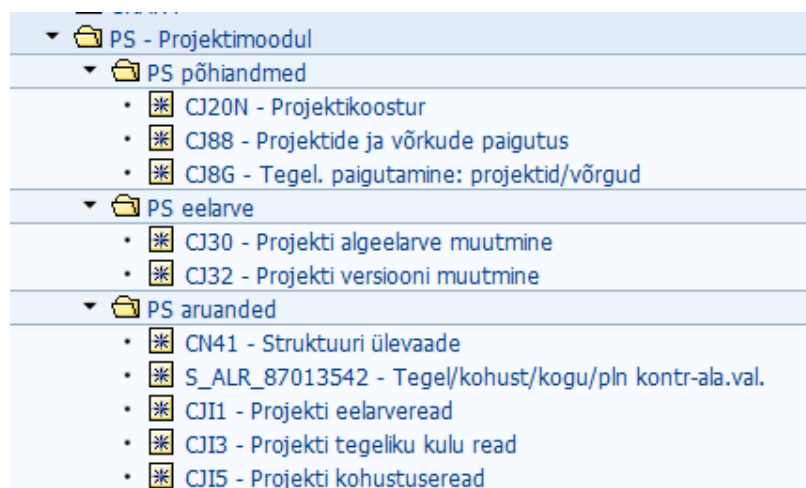 PS - Projektimoodul
PS põhiandmed
CJ20N - Projektikoostur
CJ88 - Projektide ja võrkude paigutus
CJ8G - Tegel. paigutamine: projektid/võrgud
PS eelarve
CJ30 - Projekti algeelarve muutmine
CJ32 - Projekti versiooni muutmine
PS aruanded
CN41 - Struktuuri ülevaade
S_ALR_87013542 - Tegel/kohust/kogu/pln kontr-ala.val.
CJI1 - Projekti eelarveread
CJI3 - Projekti tegeliku kulu read
CJI5 - Projekti kohustuseread